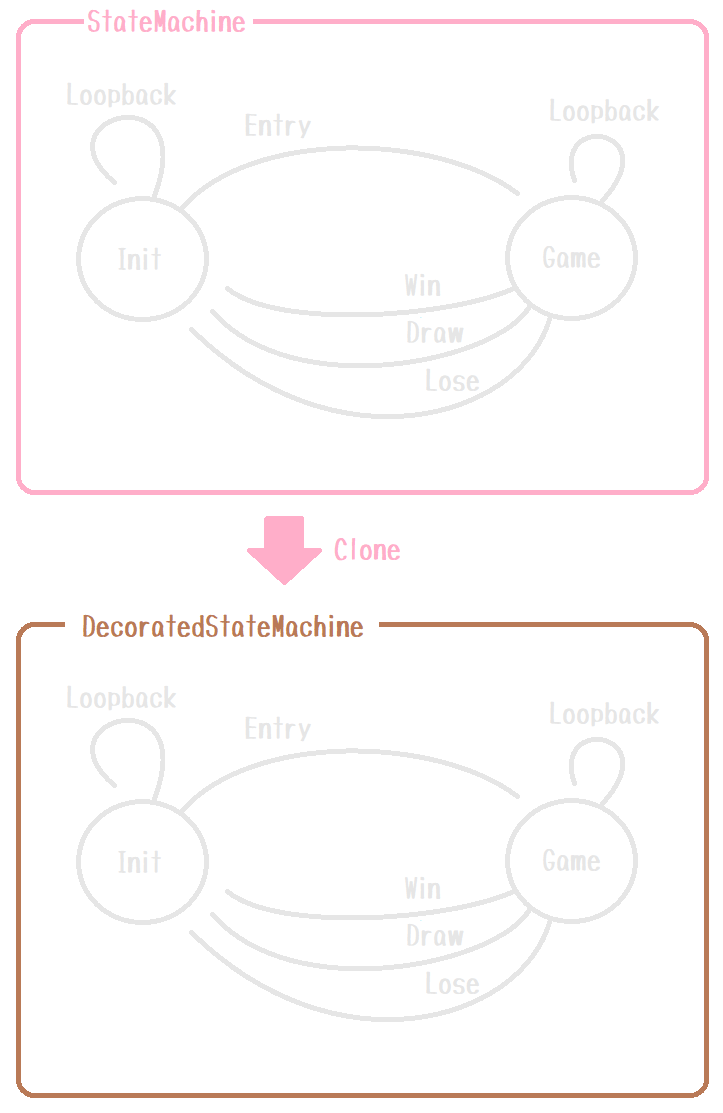 StateMachine
Loopback
Loopback
Entry
Init
Game
Win
Draw
Lose
Clone
DecoratedStateMachine
Loopback
Loopback
Entry
Init
Game
Win
Draw
Lose